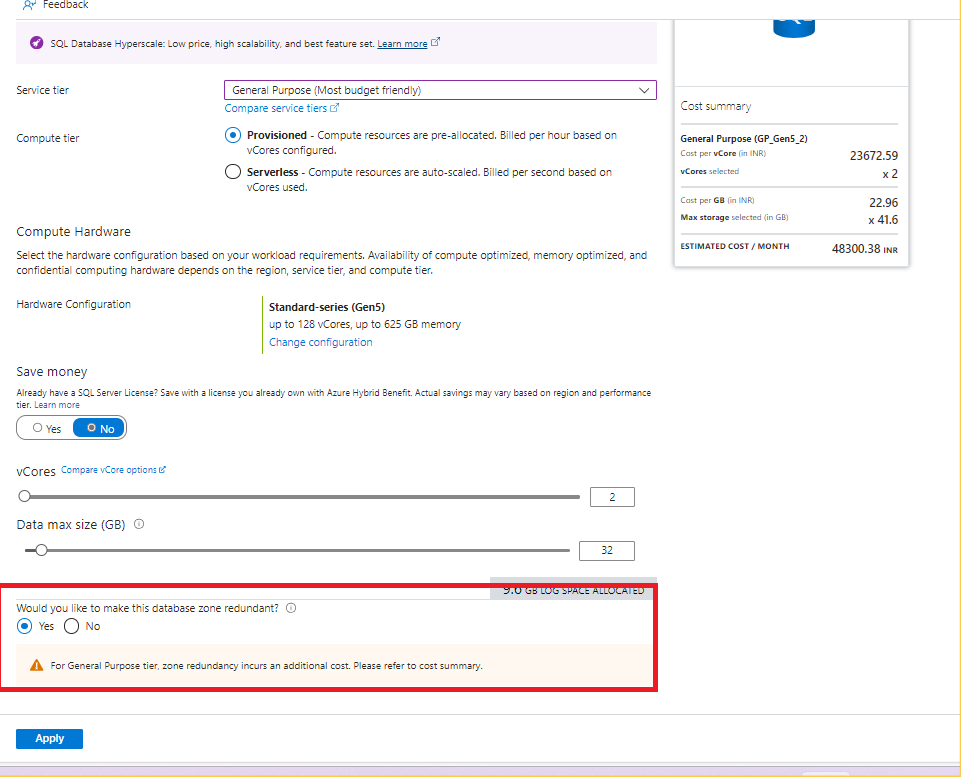 Feedback
SQL Database Hyperscale: Low price, high scalability, and best feature set. Learn more
Service tier
General Purpose (Most budget friendly)
Compare service tiers
Compute tier
Provisioned - Compute resources are pre-allocated. Billed per hour based on
vCores configured.
Serverless - Compute resources are auto-scaled. Billed per second based on
vCores used.
Compute Hardware
Select the hardware configuration based on your workload requirements. Availability of compute optimized, memory optimized, and
confidential computing hardware depends on the region, service tier, and compute tier.
Hardware Configuration
Standard-series (Gen5)
up to 128 vCores, up to 625 GB memory
Change configuration
Save money
Already have a SQL Server License? Save with a license you already own with Azure Hybrid Benefit. Actual savings may vary based on region and performance
tier. Learn more
Yes No
vCores Compare vCore options
2
Data max size (GB)
32
9.6 GB LOG SPACE ALLOCATED
Would you like to make this database zone redundant?
Yes No
For General Purpose tier, zone redundancy incurs an additional cost. Please refer to cost summary.
Apply
SQL
Cost summary
General Purpose (GP_Gen5_2)
Cost per vCore (in INR) 23672.59
vCores selected x 2
Cost per GB (in INR) 22.96
Max storage selected (in GB) x 41.6
ESTIMATED COST / MONTH 48300.38 INR